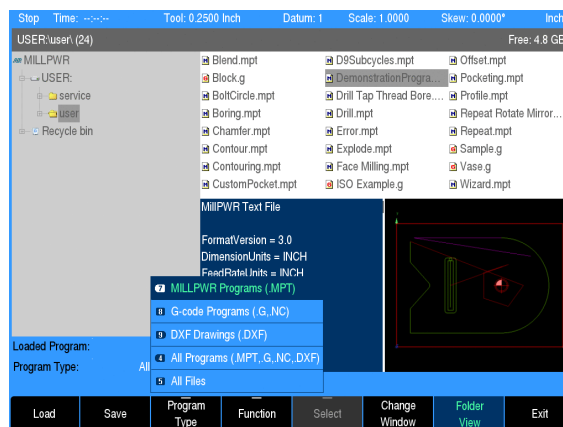 Stop Time: --:--:-- Tool: 0.2500 Inch Datum: 1 Scale: 1.0000 Skew: 0.0000° Inch
USER:\user\ (24) Free: 4.8 GB
MILLPWR
USER:
service
user
Recycle bin
Blend.mpt D9Subcycles.mpt Offset.mpt
Block.g DemonstrationProgra... Pocketing.mpt
BoltCircle.mpt Drill Tap Thread Bore.... Profile.mpt
Boring.mpt Drill.mpt Repeat Rotate Mirror...
Chamfer.mpt Error.mpt Repeat.mpt
Contour.mpt Explode.mpt Sample.g
Contouring.mpt Face Milling.mpt Vase.g
CustomPocket.mpt ISO Example.g Wizard.mpt
MillPWR Text File
FormatVersion = 3.0
DimensionUnits = INCH
FeedRateUnits = INCH
7 MILLPWR Programs (.MPT)
8 G-code Programs (.G,.NC)
9 DXF Drawings (.DXF)
4 All Programs (.MPT,.G,.NC,.DXF)
5 All Files
Loaded Program:
Program Type: All
Load Save Program Type Function Select Change Window Folder View Exit